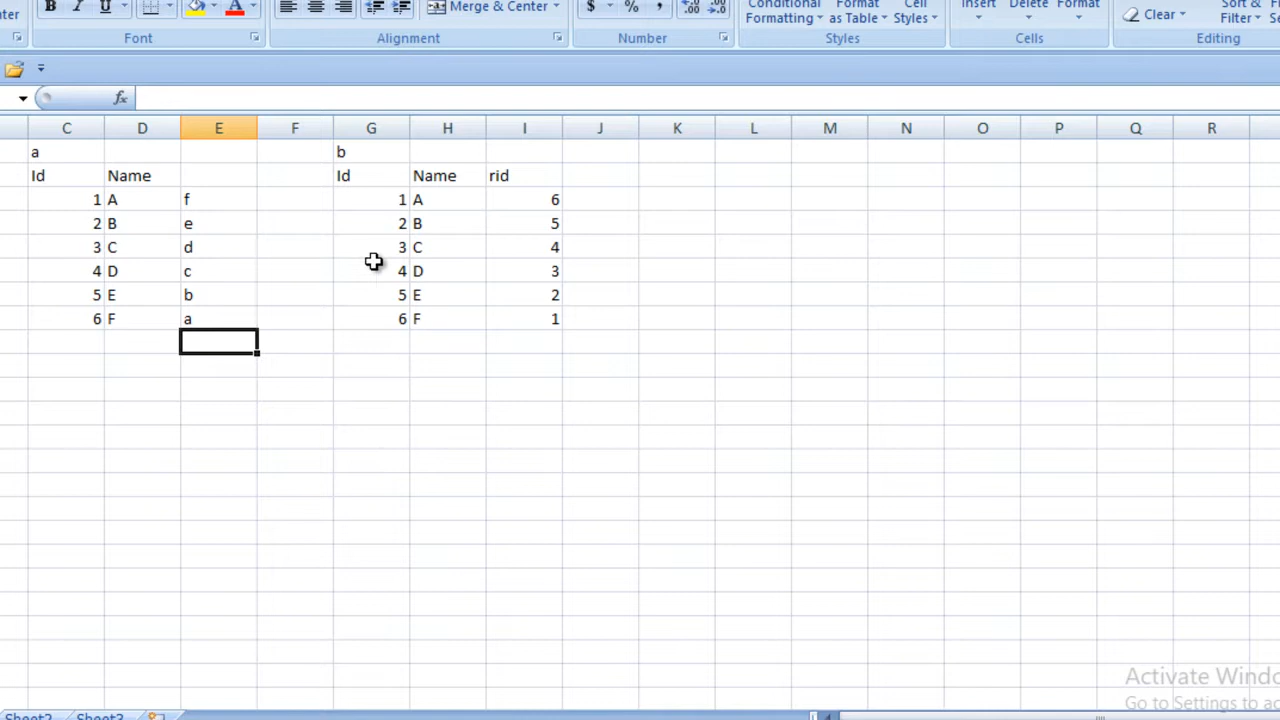 Merge & Center
$ % ,
Conditional Formatting
Format as Table
Cell Styles
Insert Delete Format
Clear
Sort & Filter
Font Alignment Number Styles Cells Editing
fx
C D E F G H I J K L M N O P Q R
a b
Id Name Id Name rid
1 A f 1 A 6
2 B e 2 B 5
3 C d 3 C 4
4 D c 4 D 3
5 E b 5 E 2
6 F a 6 F 1
Activate Windo
Go to Settings to ac
Sheet2 Sheet3